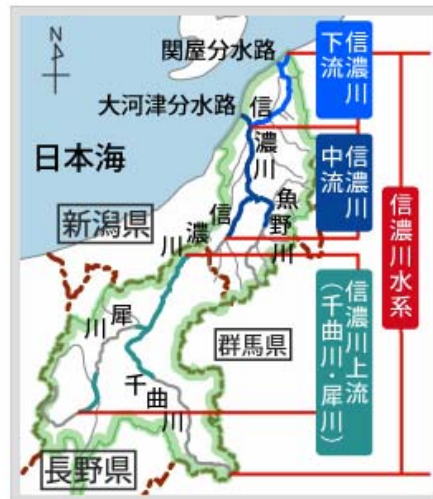 N
関屋分水路
大河津分水路
日本海
新潟県
信濃川
魚野川
信濃川
群馬県
犀川
千曲川
長野県
信濃川
下流
信濃川
中流
信濃川上流
（千曲川・犀川）
信濃川水系